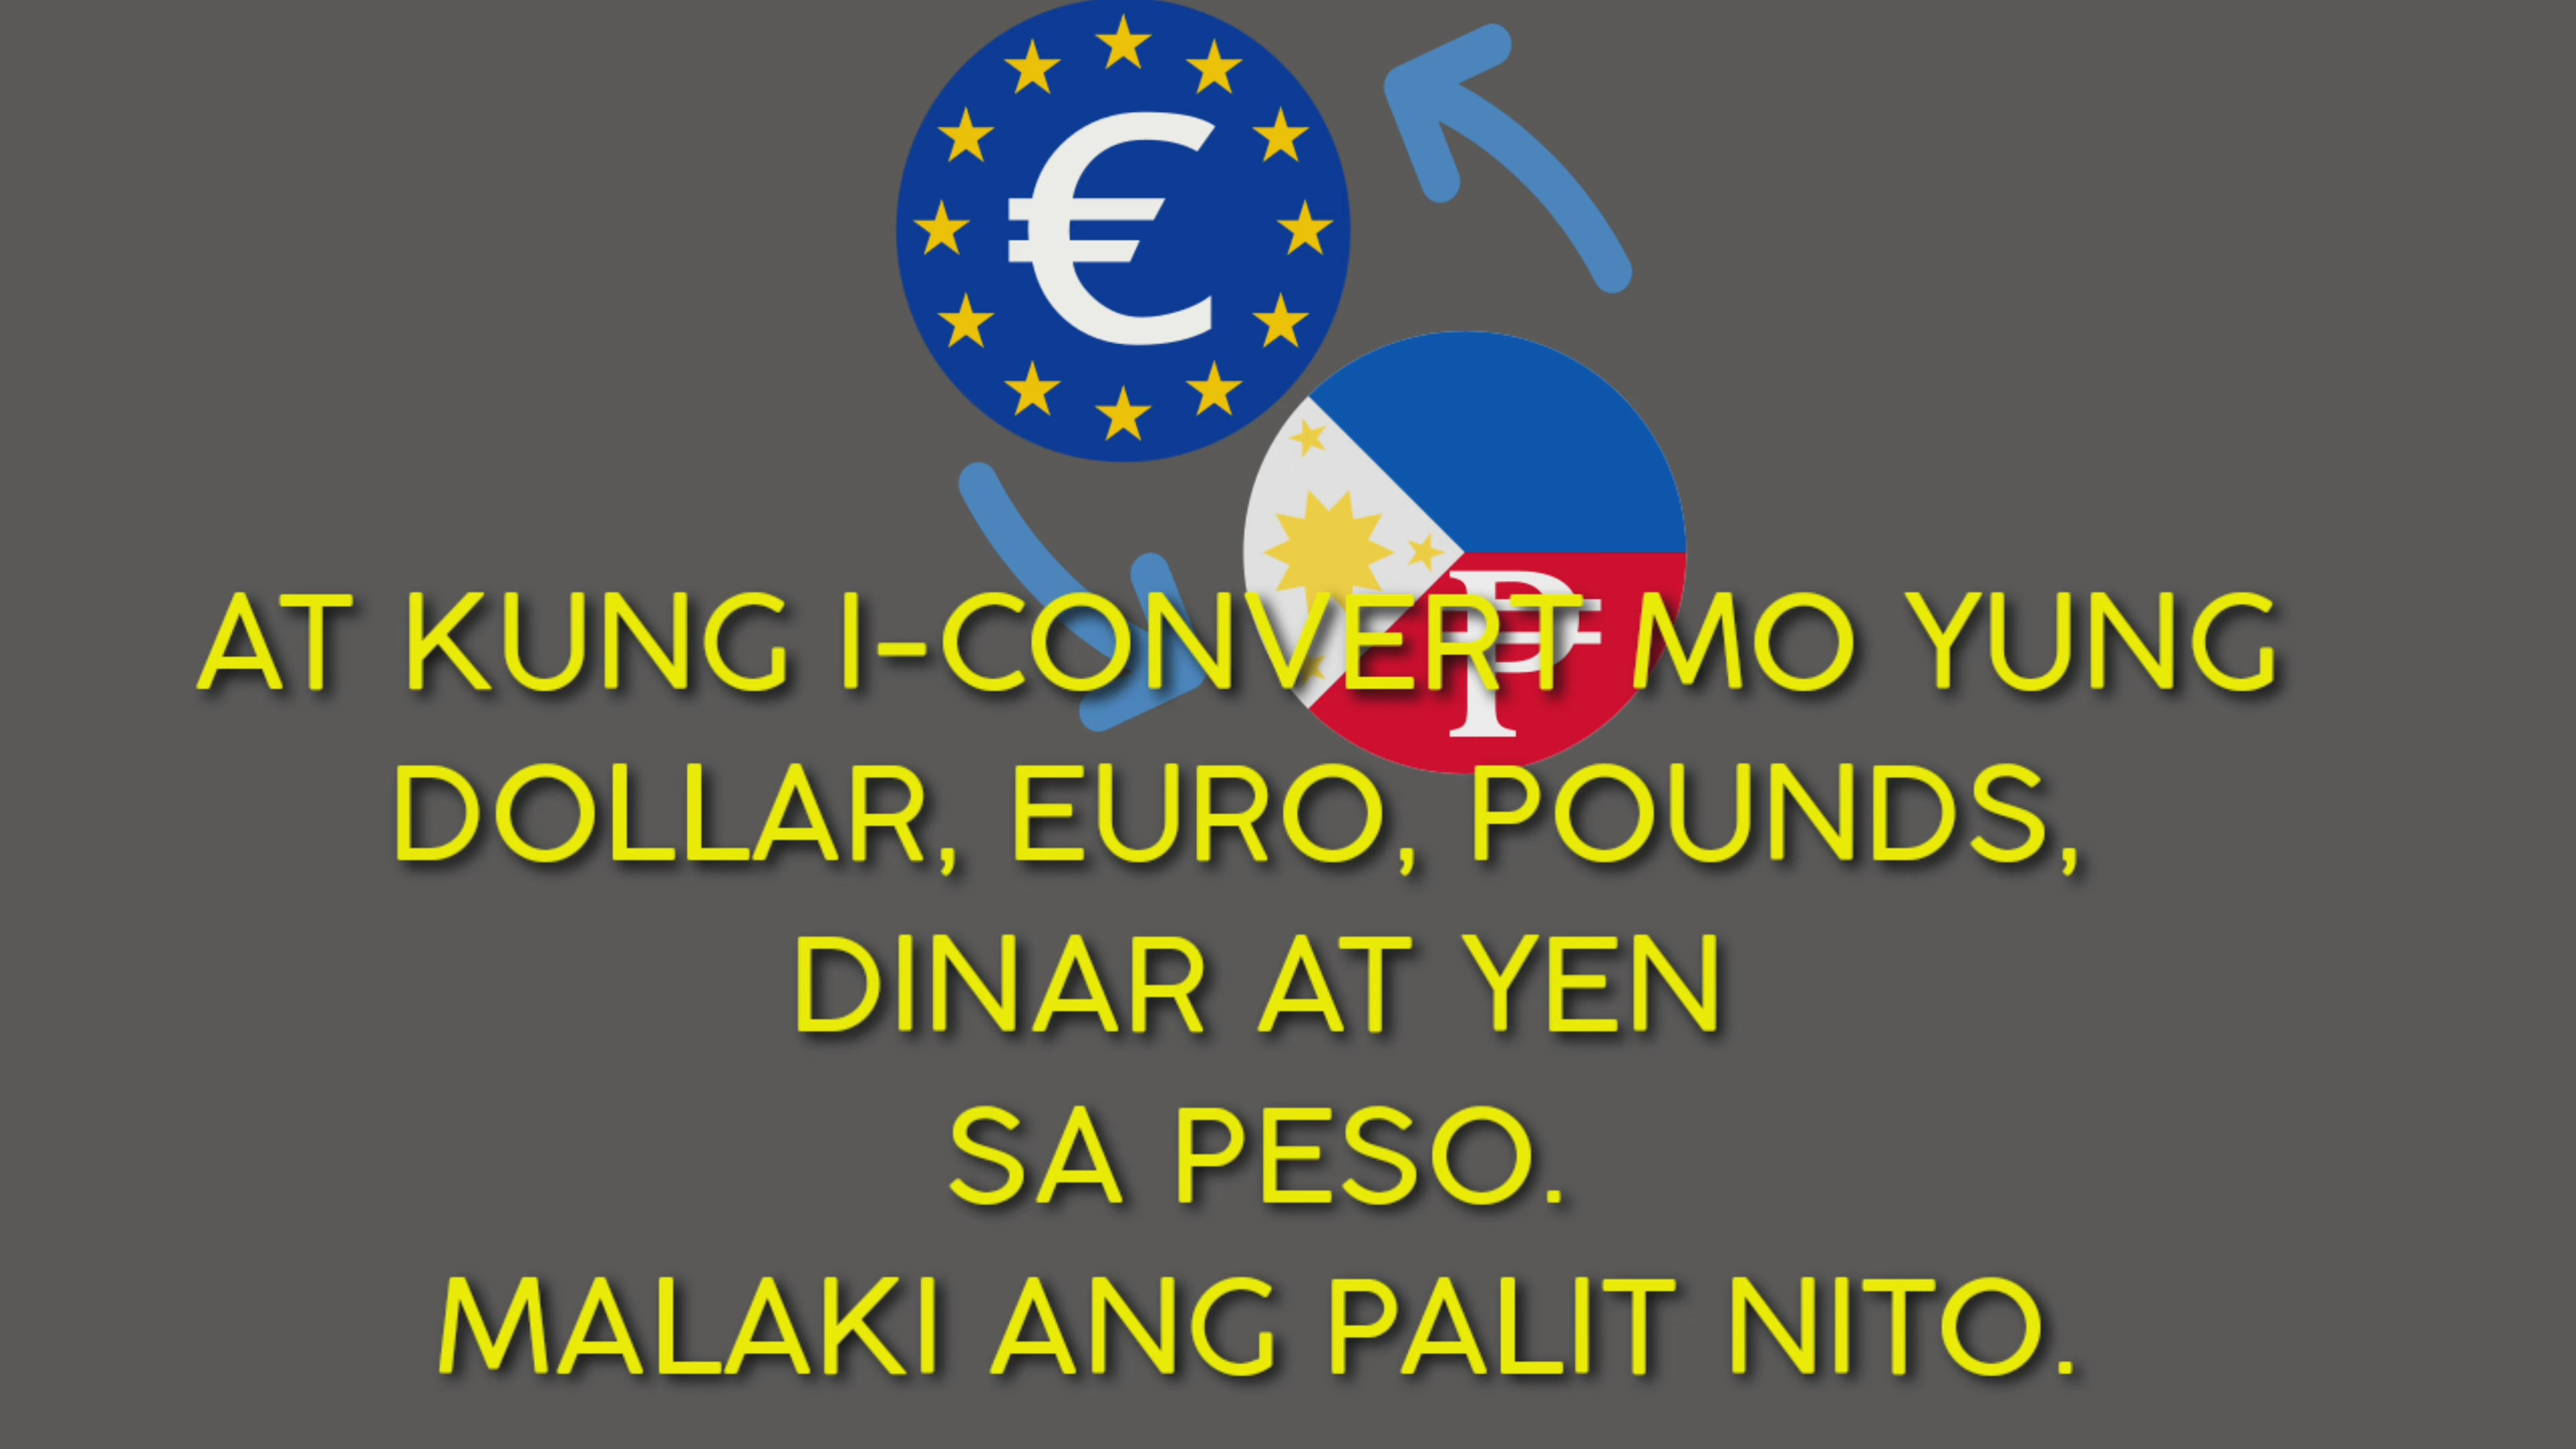 €
₱
AT KUNG I-CONVERT MO YUNG
DOLLAR, EURO, POUNDS,
DINAR AT YEN
SA PESO.
MALAKI ANG PALIT NITO.